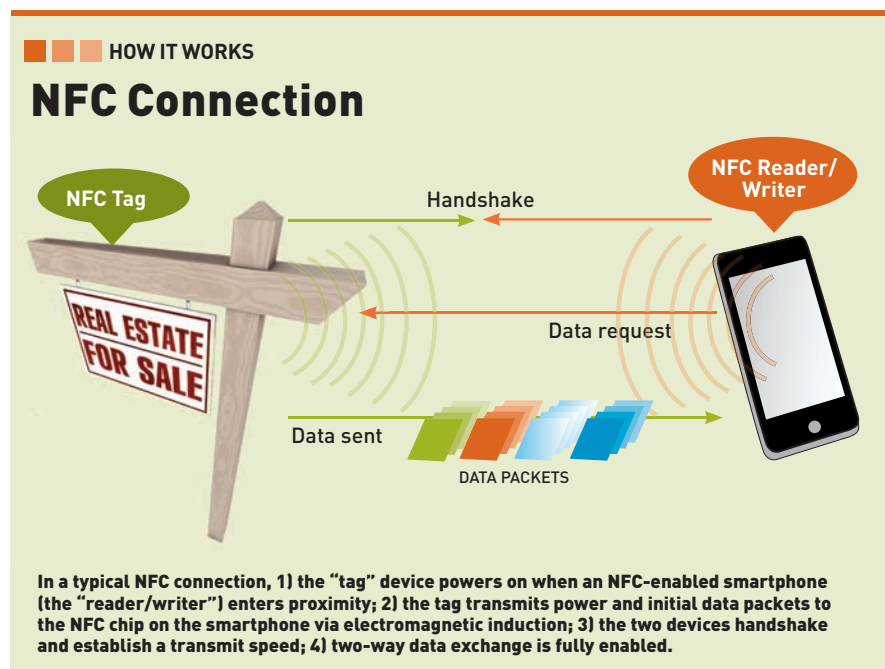 HOW IT WORKS
NFC Connection
NFC Tag
NFC Reader/
Writer
Handshake
REAL ESTATE
FOR SALE
Data request
Data sent
DATA PACKETS
In a typical NFC connection, 1) the “tag” device powers on when an NFC-enabled smartphone
(the “reader/writer”) enters proximity; 2) the tag transmits power and initial data packets to
the NFC chip on the smartphone via electromagnetic induction; 3) the two devices handshake
and establish a transmit speed; 4) two-way data exchange is fully enabled.